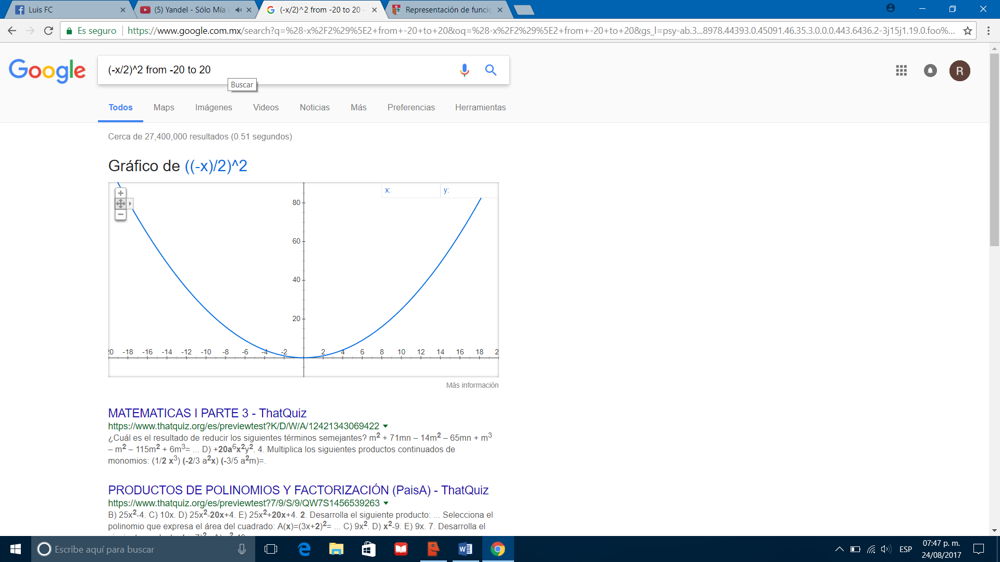 Luis FC
(5) Yandel - Sólo Mía
(-x/2)^2 from -20 to 20 -
Representación de funci
Es seguro
https://www.google.com.mx/search?q=%28-x%2F2%29%5E2+from+-20+to+20&oq=%28-x%2F2%29%5E2+from+-20+to+20&gs_l=psy-ab.3...8978.44393.0.45091.46.35.3.0.0.0.443.6436.2-3j15j1.19.0.foo%...
Google
(-x/2)^2 from -20 to 20
R
Buscar
Todos Maps Imágenes Videos Noticias Más Preferencias Herramientas
Cerca de 27,400,000 resultados (0.51 segundos)
Gráfico de ((-x)/2)^2
x: y:
80
60
40
20
-18 -16 -14 -12 -10 -8 -6 -4 -2 2 4 6 8 10 12 14 16 18
Más información
MATEMATICAS I PARTE 3 - ThatQuiz
https://www.thatquiz.org/es/previewtest?K/D/W/A/12421343069422
¿Cuál es el resultado de reducir los siguientes términos semejantes? m² + 71mn – 14m² – 65mn + m³
– m² – 115m² + 6m³= ... D) +20a⁶x²y². 4. Multiplica los siguientes productos continuados de
monomios: (1/2 x³) (-2/3 a²x) (-3/5 a²m)=.
PRODUCTOS DE POLINOMIOS Y FACTORIZACIÓN (PaisA) - ThatQuiz
https://www.thatquiz.org/es/previewtest?7/9/S/9/QW7S1456539263
B) 25x²-4. C) 10x. D) 25x²-20x+4. E) 25x²+20x+4. 2. Desarrolla el siguiente producto: ... Selecciona el
polinomio que expresa el área del cuadrado: A(x)=(3x+2)²= ... C) 9x². D) x²-9. E) 9x. 7. Desarrolla el
Escribe aquí para buscar
ESP
07:47 p. m.
24/08/2017